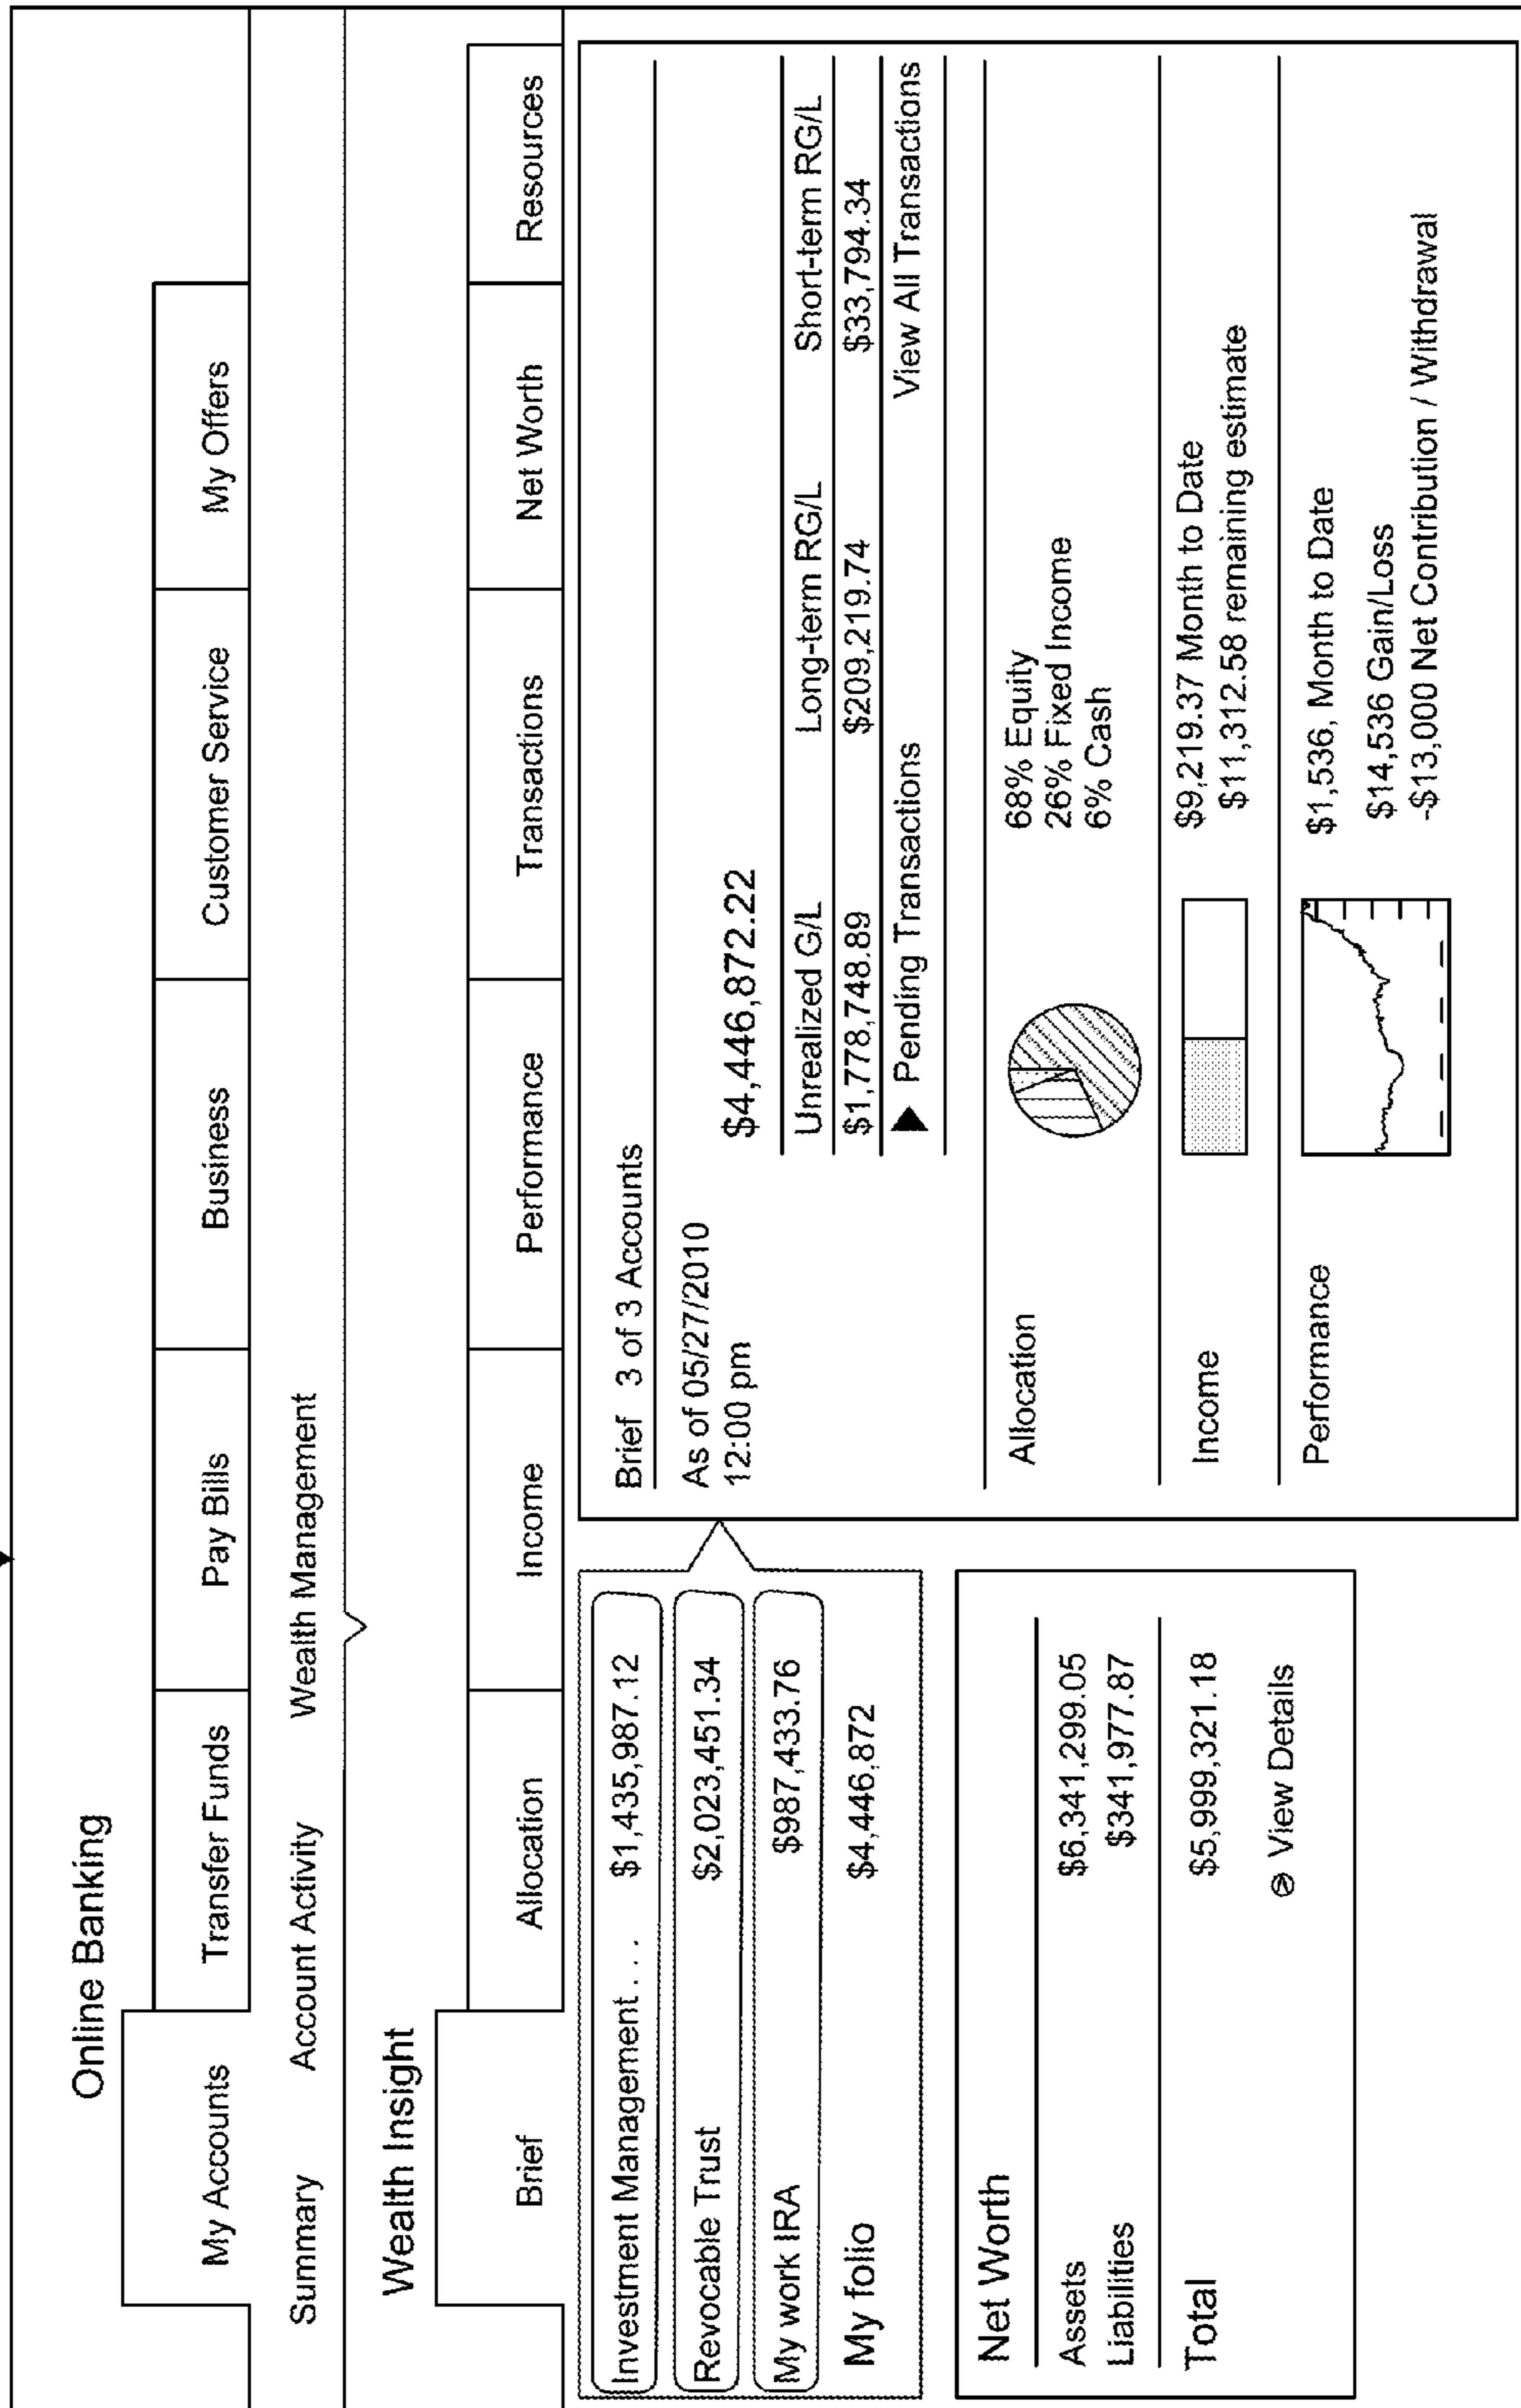 Online Banking
My Accounts Transfer Funds Pay Bills Business Customer Service My Offers
Summary Account Activity Wealth Management
Wealth Insight
Brief Allocation Income Performance Transactions Net Worth Resources
Investment Management . . . $1,435,987.12
Revocable Trust $2,023,451.34
My work IRA $987,433.76
My folio $4,446,872
Net Worth
Assets $6,341,299.05
Liabilities $341,977.87
Total $5,999,321.18
View Details
Brief 3 of 3 Accounts
As of 05/27/2010
12:00 pm
$4,446,872.22
Unrealized G/L Long-term RG/L Short-term RG/L
$1,778,748.89 $209,219.74 $33,794.34
Pending Transactions View All Transactions
Allocation
68% Equity
26% Fixed Income
6% Cash
Income
$9,219.37 Month to Date
$11,312.58 remaining estimate
Performance
$1,536, Month to Date
$14,536 Gain/Loss
-$13,000 Net Contribution / Withdrawal